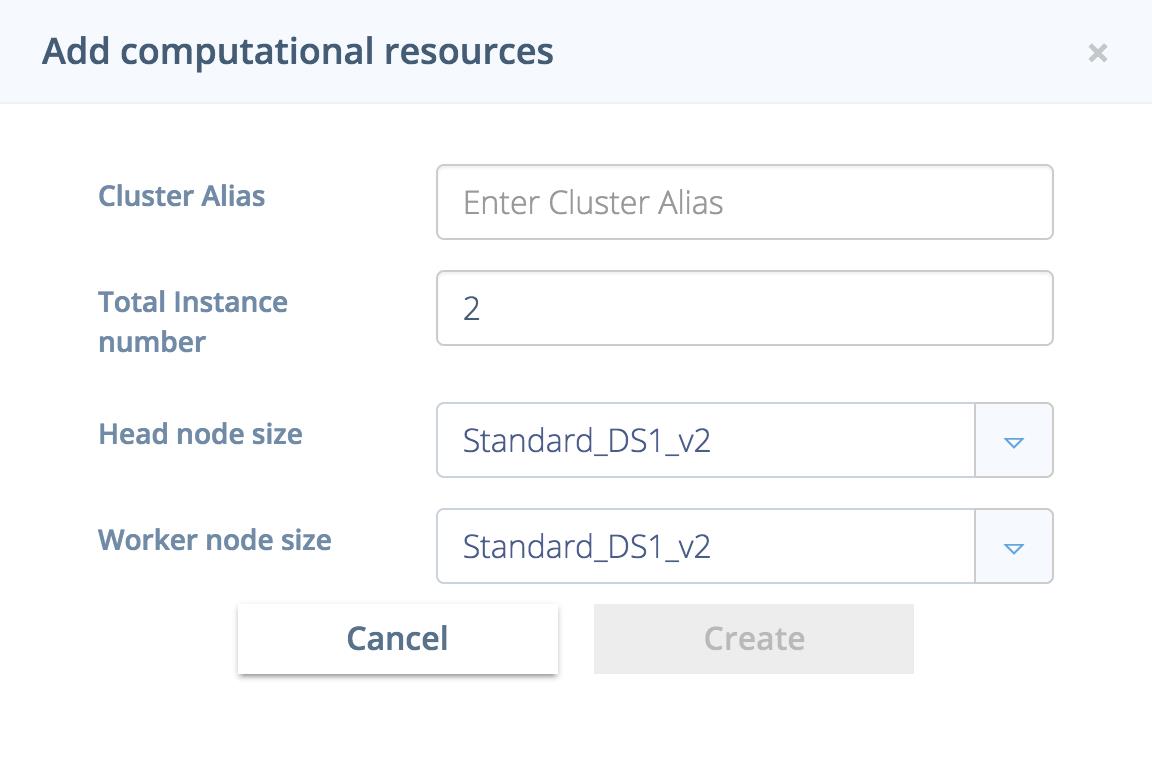 Add computational resources
×
Cluster Alias
Enter Cluster Alias
Total Instance
number
2
Head node size
Standard_DS1_v2
Worker node size
Standard_DS1_v2
Cancel
Create